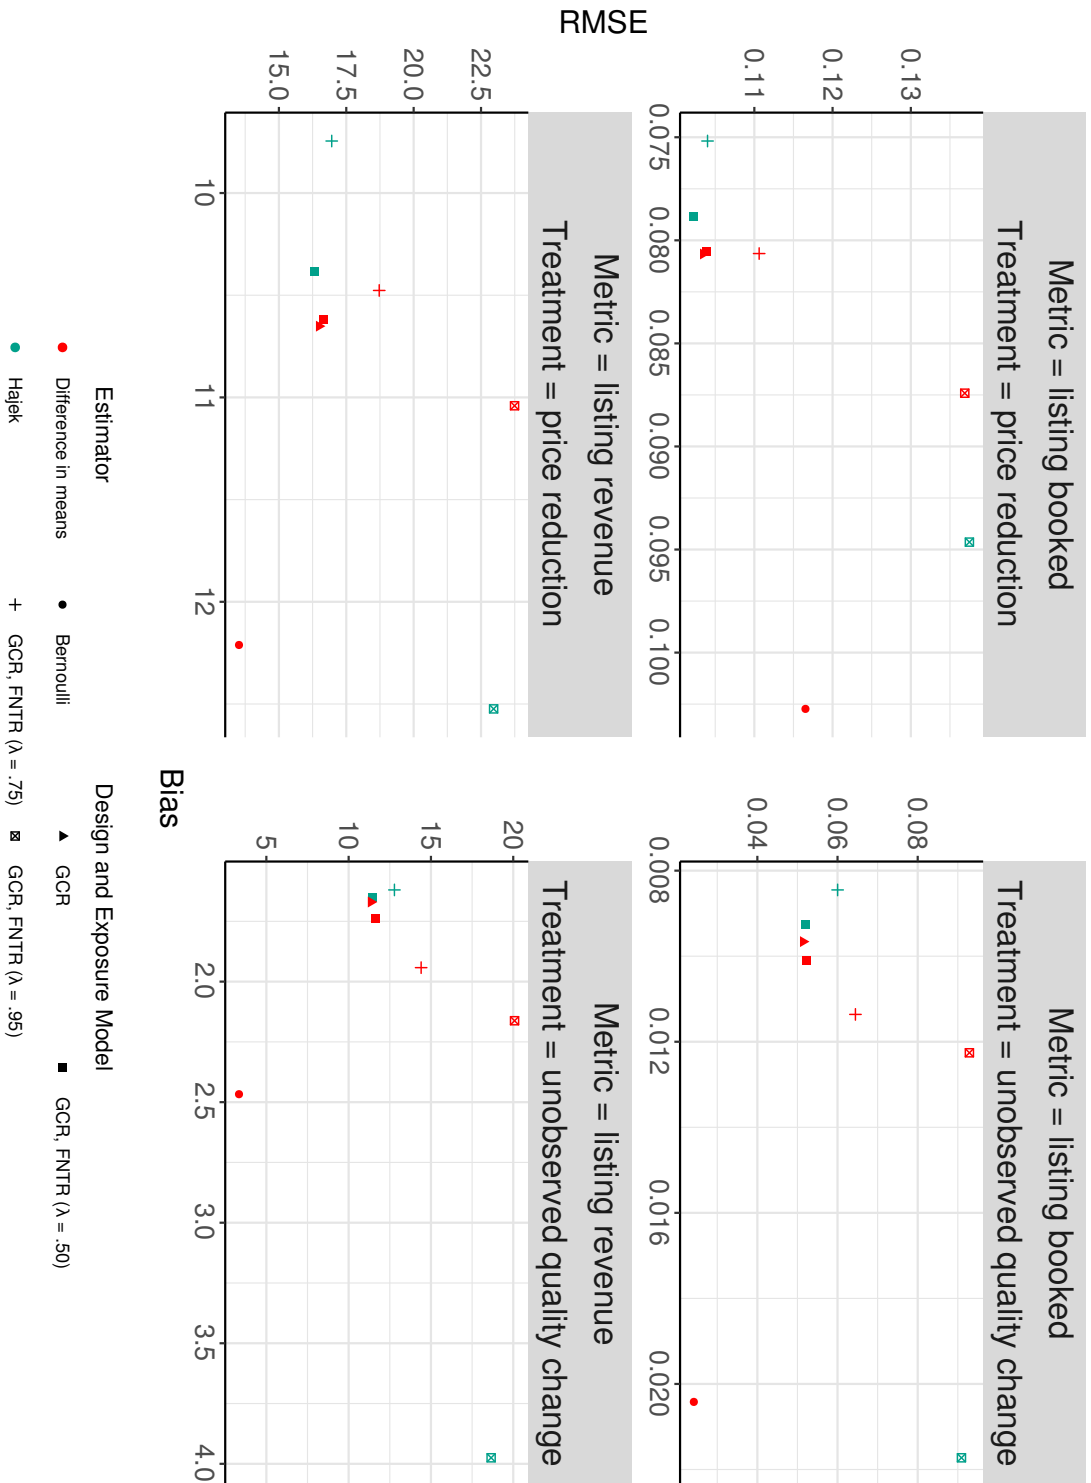 Metric = listing booked
Treatment = price reduction
0.13
0.12
0.11
0.075
0.080
0.085
0.090
0.095
0.100
Metric = listing booked
Treatment = unobserved quality change
0.08
0.06
0.04
0.008
0.012
0.016
0.020
RMSE
Metric = listing revenue
Treatment = price reduction
22.5
20.0
17.5
15.0
10
11
12
Metric = listing revenue
Treatment = unobserved quality change
20
15
10
5
2.0
2.5
3.0
3.5
4.0
Bias
Estimator
Difference in means
Hajek
Design and Exposure Model
Bernoulli
GCR
GCR, FNTR (λ = .50)
GCR, FNTR (λ = .75)
GCR, FNTR (λ = .95)